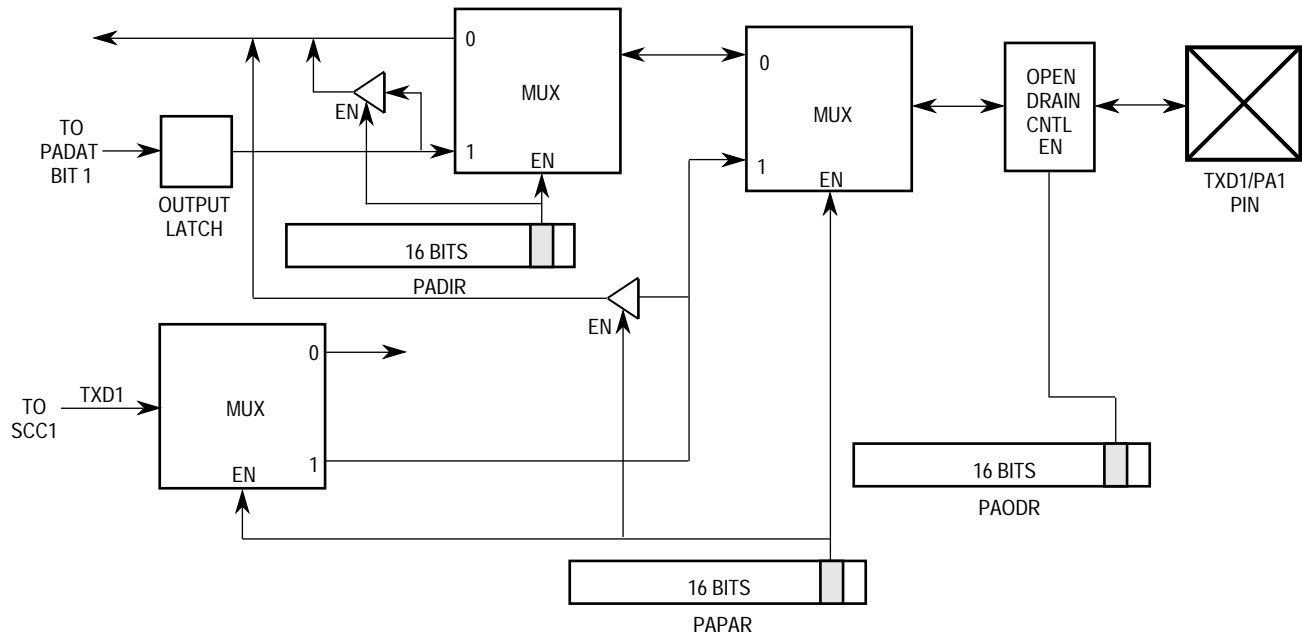 0
MUX
1
EN
EN
TO
PADAT
BIT 1
OUTPUT
LATCH
16 BITS
PADIR
0
MUX
1
EN
OPEN
DRAIN
CNTL
EN
TXD1/PA1
PIN
EN
TO
SCC1
TXD1
0
MUX
1
EN
16 BITS
PAODR
16 BITS
PAPAR